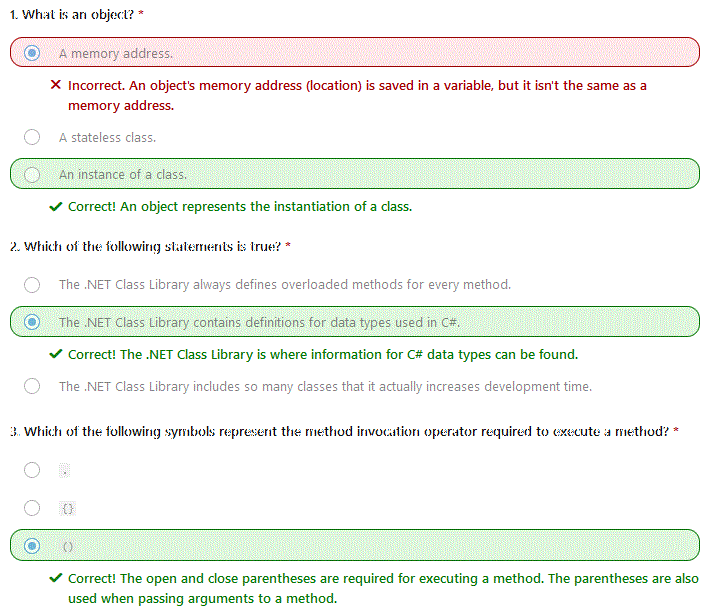 1. What is an object? *
A memory address.
✕ Incorrect. An object's memory address (location) is saved in a variable, but it isn't the same as a
memory address.
A stateless class.
An instance of a class.
✔ Correct! An object represents the instantiation of a class.
2. Which of the following statements is true? *
The .NET Class Library always defines overloaded methods for every method.
The .NET Class Library contains definitions for data types used in C#.
✔ Correct! The .NET Class Library is where information for C# data types can be found.
The .NET Class Library includes so many classes that it actually increases development time.
3. Which of the following symbols represent the method invocation operator required to execute a method? *
.
{}
()
✔ Correct! The open and close parentheses are required for executing a method. The parentheses are also
used when passing arguments to a method.